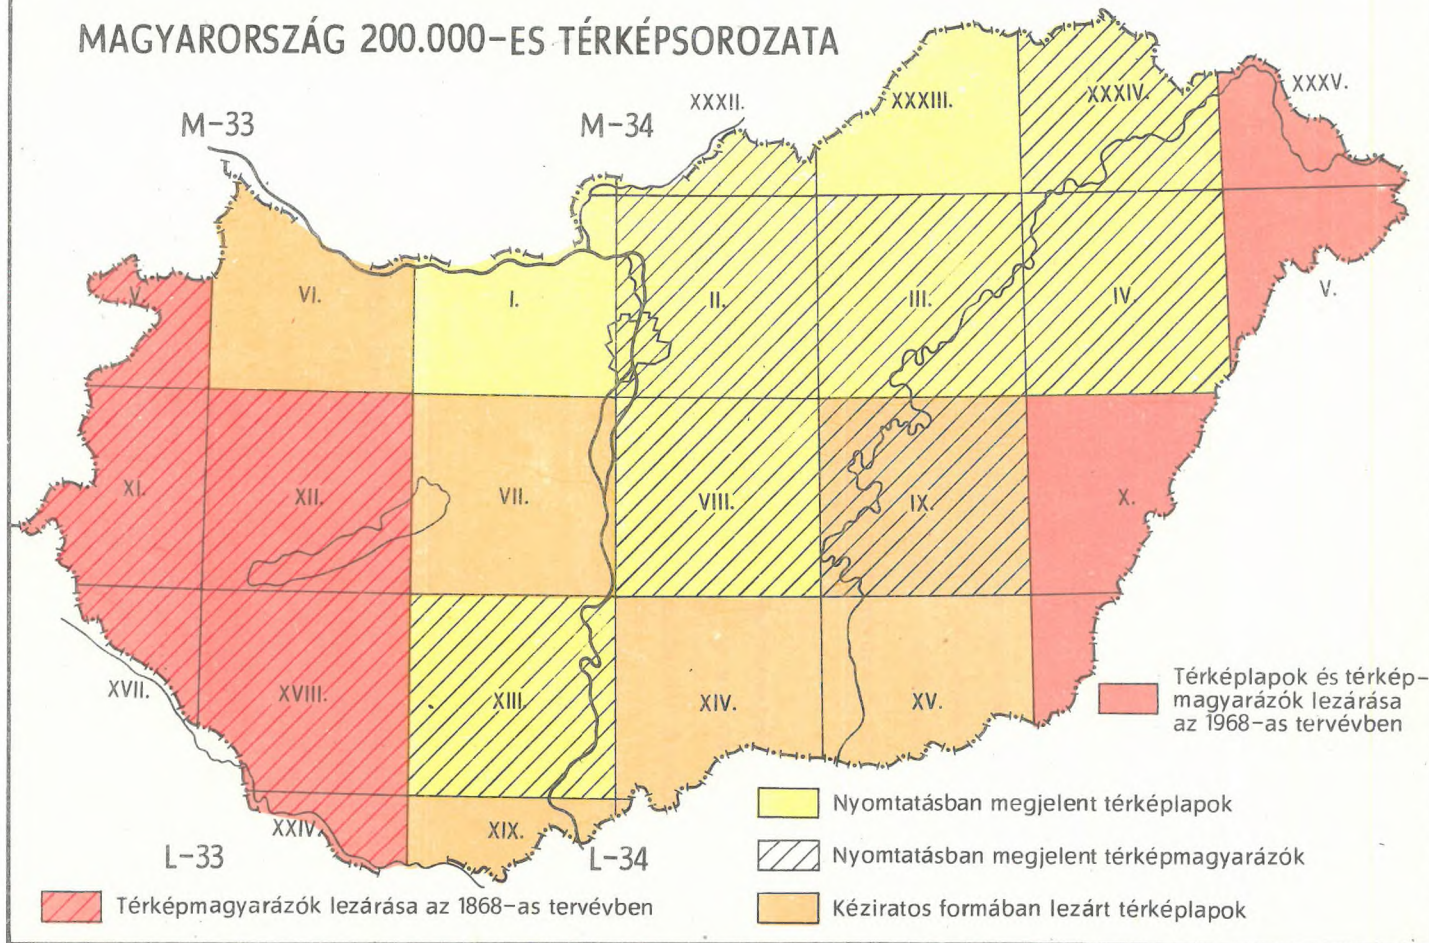 MAGYARORSZÁG 200.000-ES TÉRKÉPSOROZATA
M-33
M-34
XXXII.
XXXIII.
XXXIV.
XXXV.
V.
VI.
I.
II.
III.
IV.
V.
XI.
XII.
VII.
VIII.
IX.
X.
XVII.
XVIII.
XIII.
XIV.
XV.
XXIV.
XIX.
L-33
L-34
Térképlapok és térkép-
magyarázók lezárása
az 1968-as tervévben
Nyomtatásban megjelent térképlapok
Nyomtatásban megjelent térképmagyarázók
Kéziratos formában lezárt térképlapok
Térképmagyarázók lezárása az 1868-as tervévben